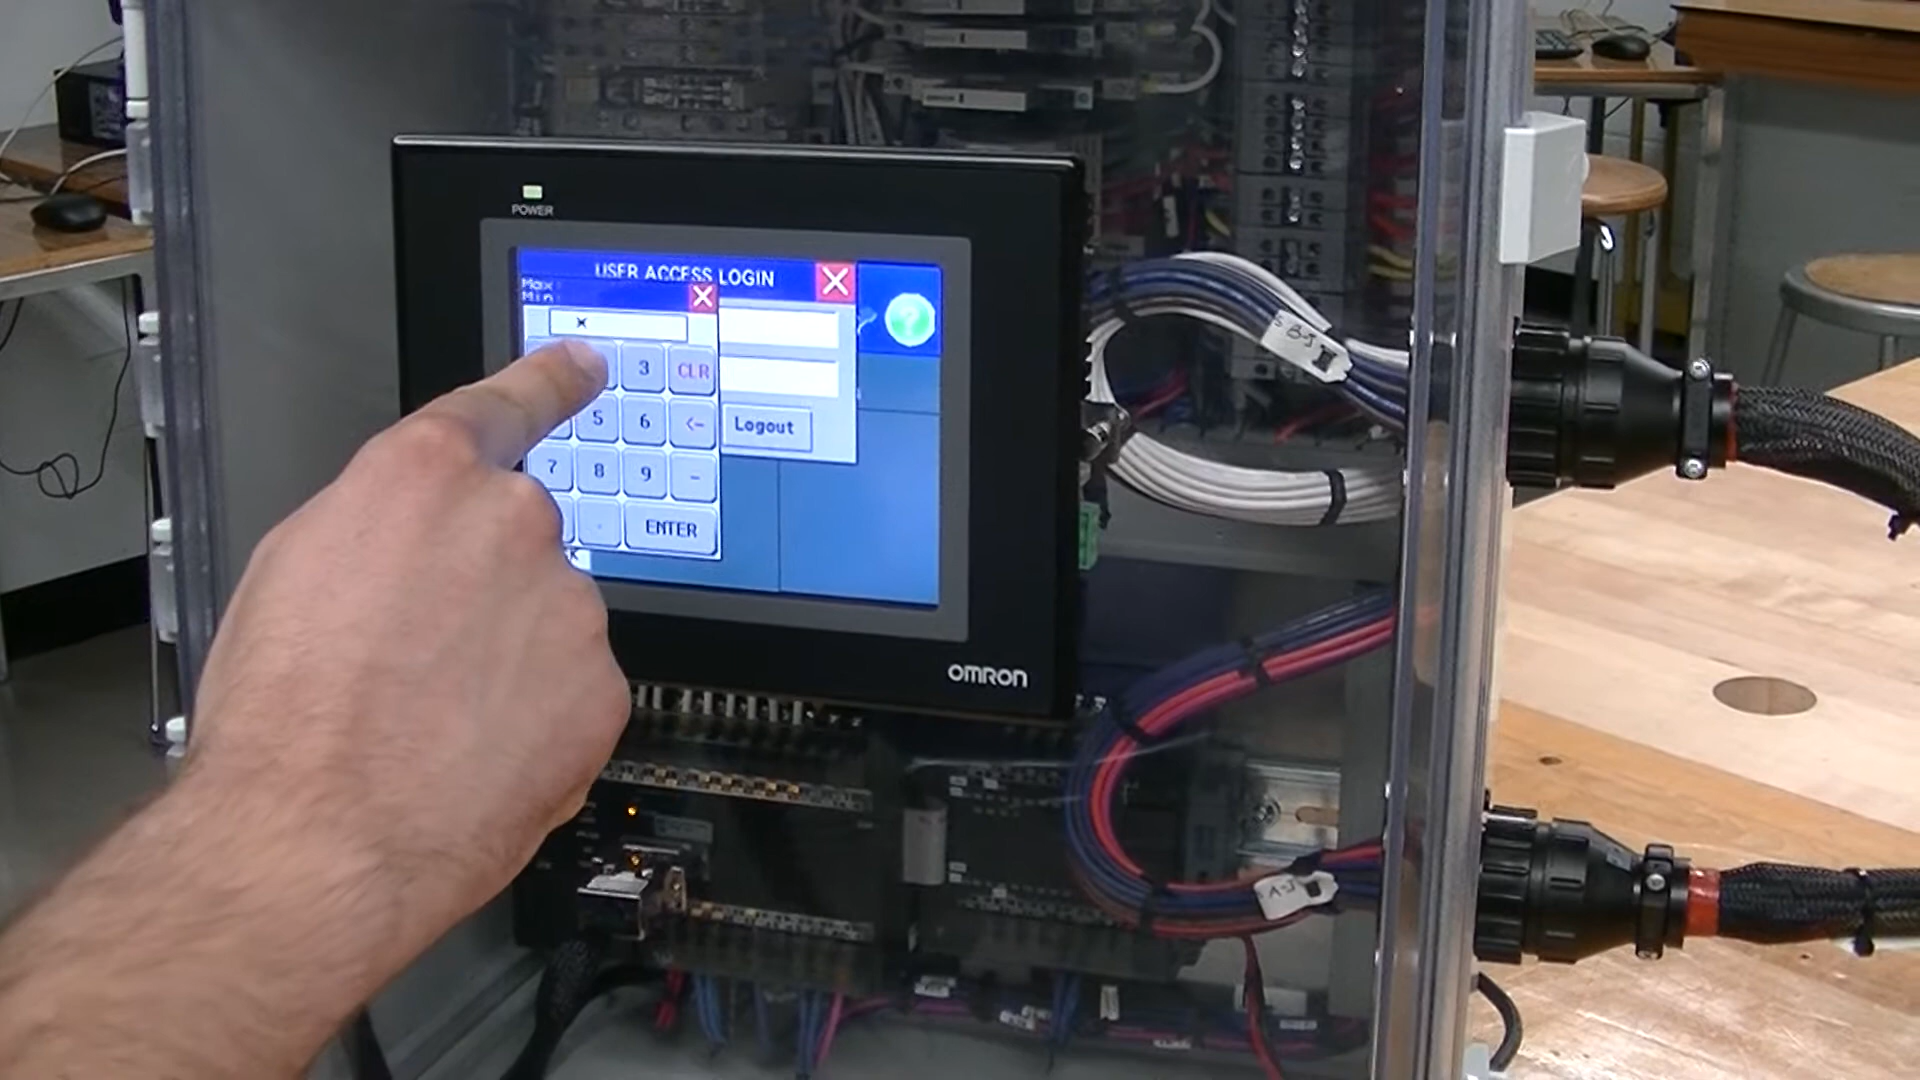 POWER
USER ACCESS LOGIN
Max:
Min:
*
3 CLR
5 6 <-
7 8 9 -
. ENTER
K
Logout
?
OMRON
B-J
A-J